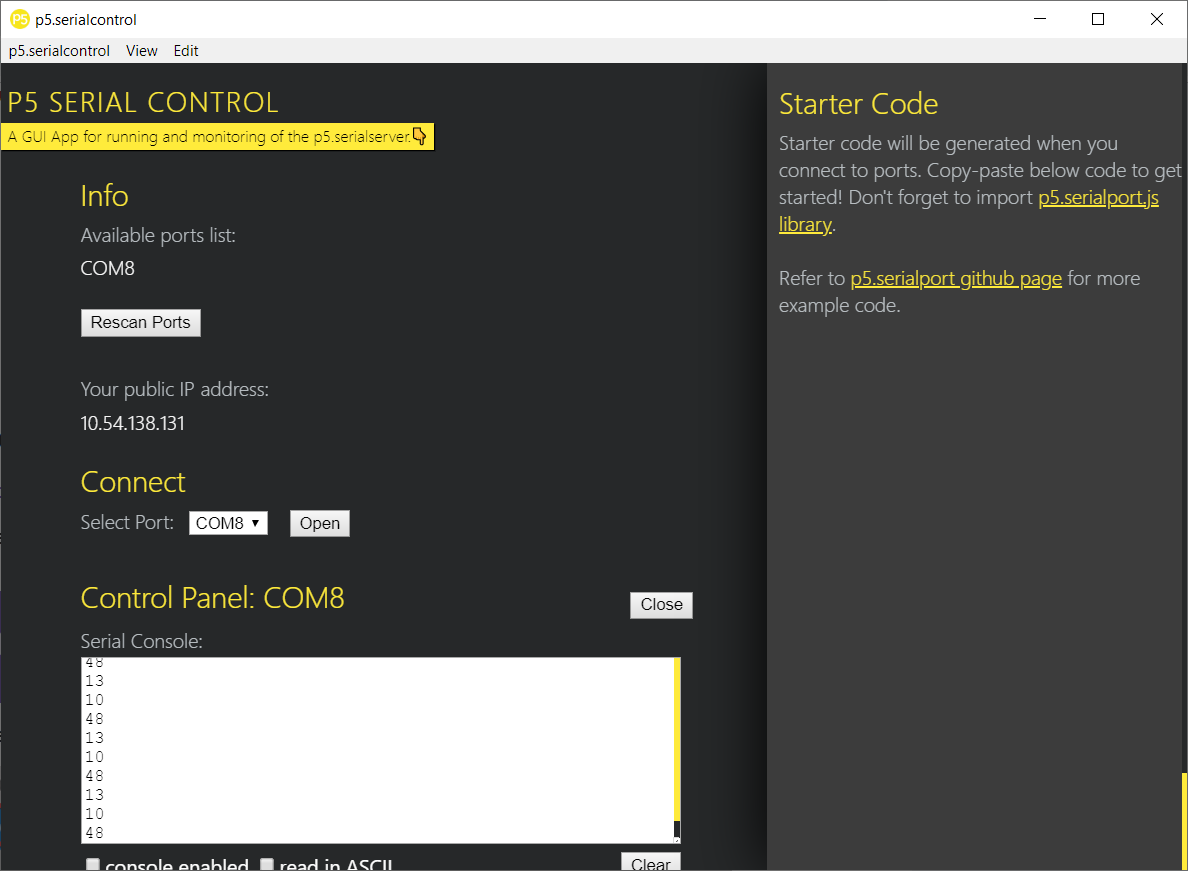 p5.serialcontrol
p5.serialcontrol View Edit
P5 SERIAL CONTROL
A GUI App for running and monitoring of the p5.serialserver.
Info
Available ports list:
COM8
Rescan Ports
Your public IP address:
10.54.138.131
Connect
Select Port: COM8 Open
Control Panel: COM8
Close
Serial Console:
48
13
10
48
13
10
48
13
10
48
console enabled read in ASCII
Clear
Starter Code
Starter code will be generated when you
connect to ports. Copy-paste below code to get
started! Don't forget to import p5.serialport.js
library.
Refer to p5.serialport github page for more
example code.